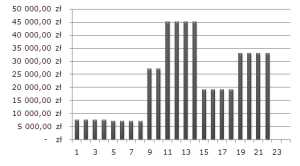 50 000,00 zł
45 000,00 zł
40 000,00 zł
35 000,00 zł
30 000,00 zł
25 000,00 zł
20 000,00 zł
15 000,00 zł
10 000,00 zł
5 000,00 zł
- zł
1 3 5 7 9 11 13 15 17 19 21 23